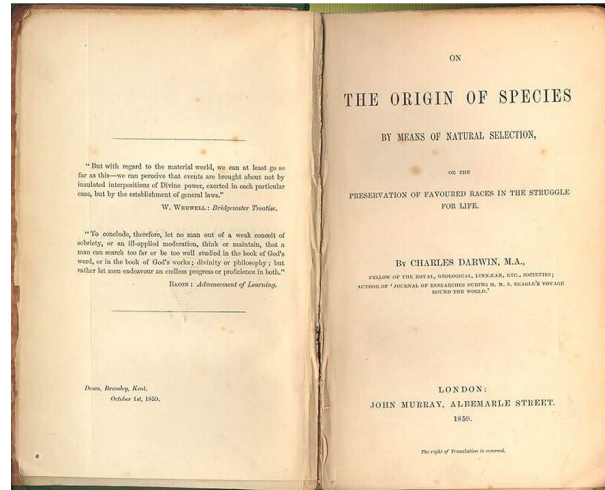 "But with regard to the material world, we can at least go so
far as this—we can perceive that events are brought about not by
insulated interpositions of Divine power, exerted in each particular
case, but by the establishment of general laws."
W. WHEWELL: Bridgewater Treatise.
"To conclude, therefore, let no man out of a weak conceit of
sobriety, or an ill-applied moderation, think or maintain, that a
man can search too far or be too well studied in the book of God's
word, or in the book of God's works; divinity or philosophy; but
rather let men endeavour an endless progress or proficience in both."
BACON: Advancement of Learning.
Down, Bromley, Kent,
October 1st, 1859.
ON
THE ORIGIN OF SPECIES
BY MEANS OF NATURAL SELECTION,
OR THE
PRESERVATION OF FAVOURED RACES IN THE STRUGGLE
FOR LIFE.
BY CHARLES DARWIN, M.A.,
FELLOW OF THE ROYAL, GEOLOGICAL, LINNÆAN, ETC., SOCIETIES;
AUTHOR OF 'JOURNAL OF RESEARCHES DURING H. M. S. BEAGLE'S VOYAGE
ROUND THE WORLD.'
LONDON:
JOHN MURRAY, ALBEMARLE STREET.
1859.
The right of Translation is reserved.